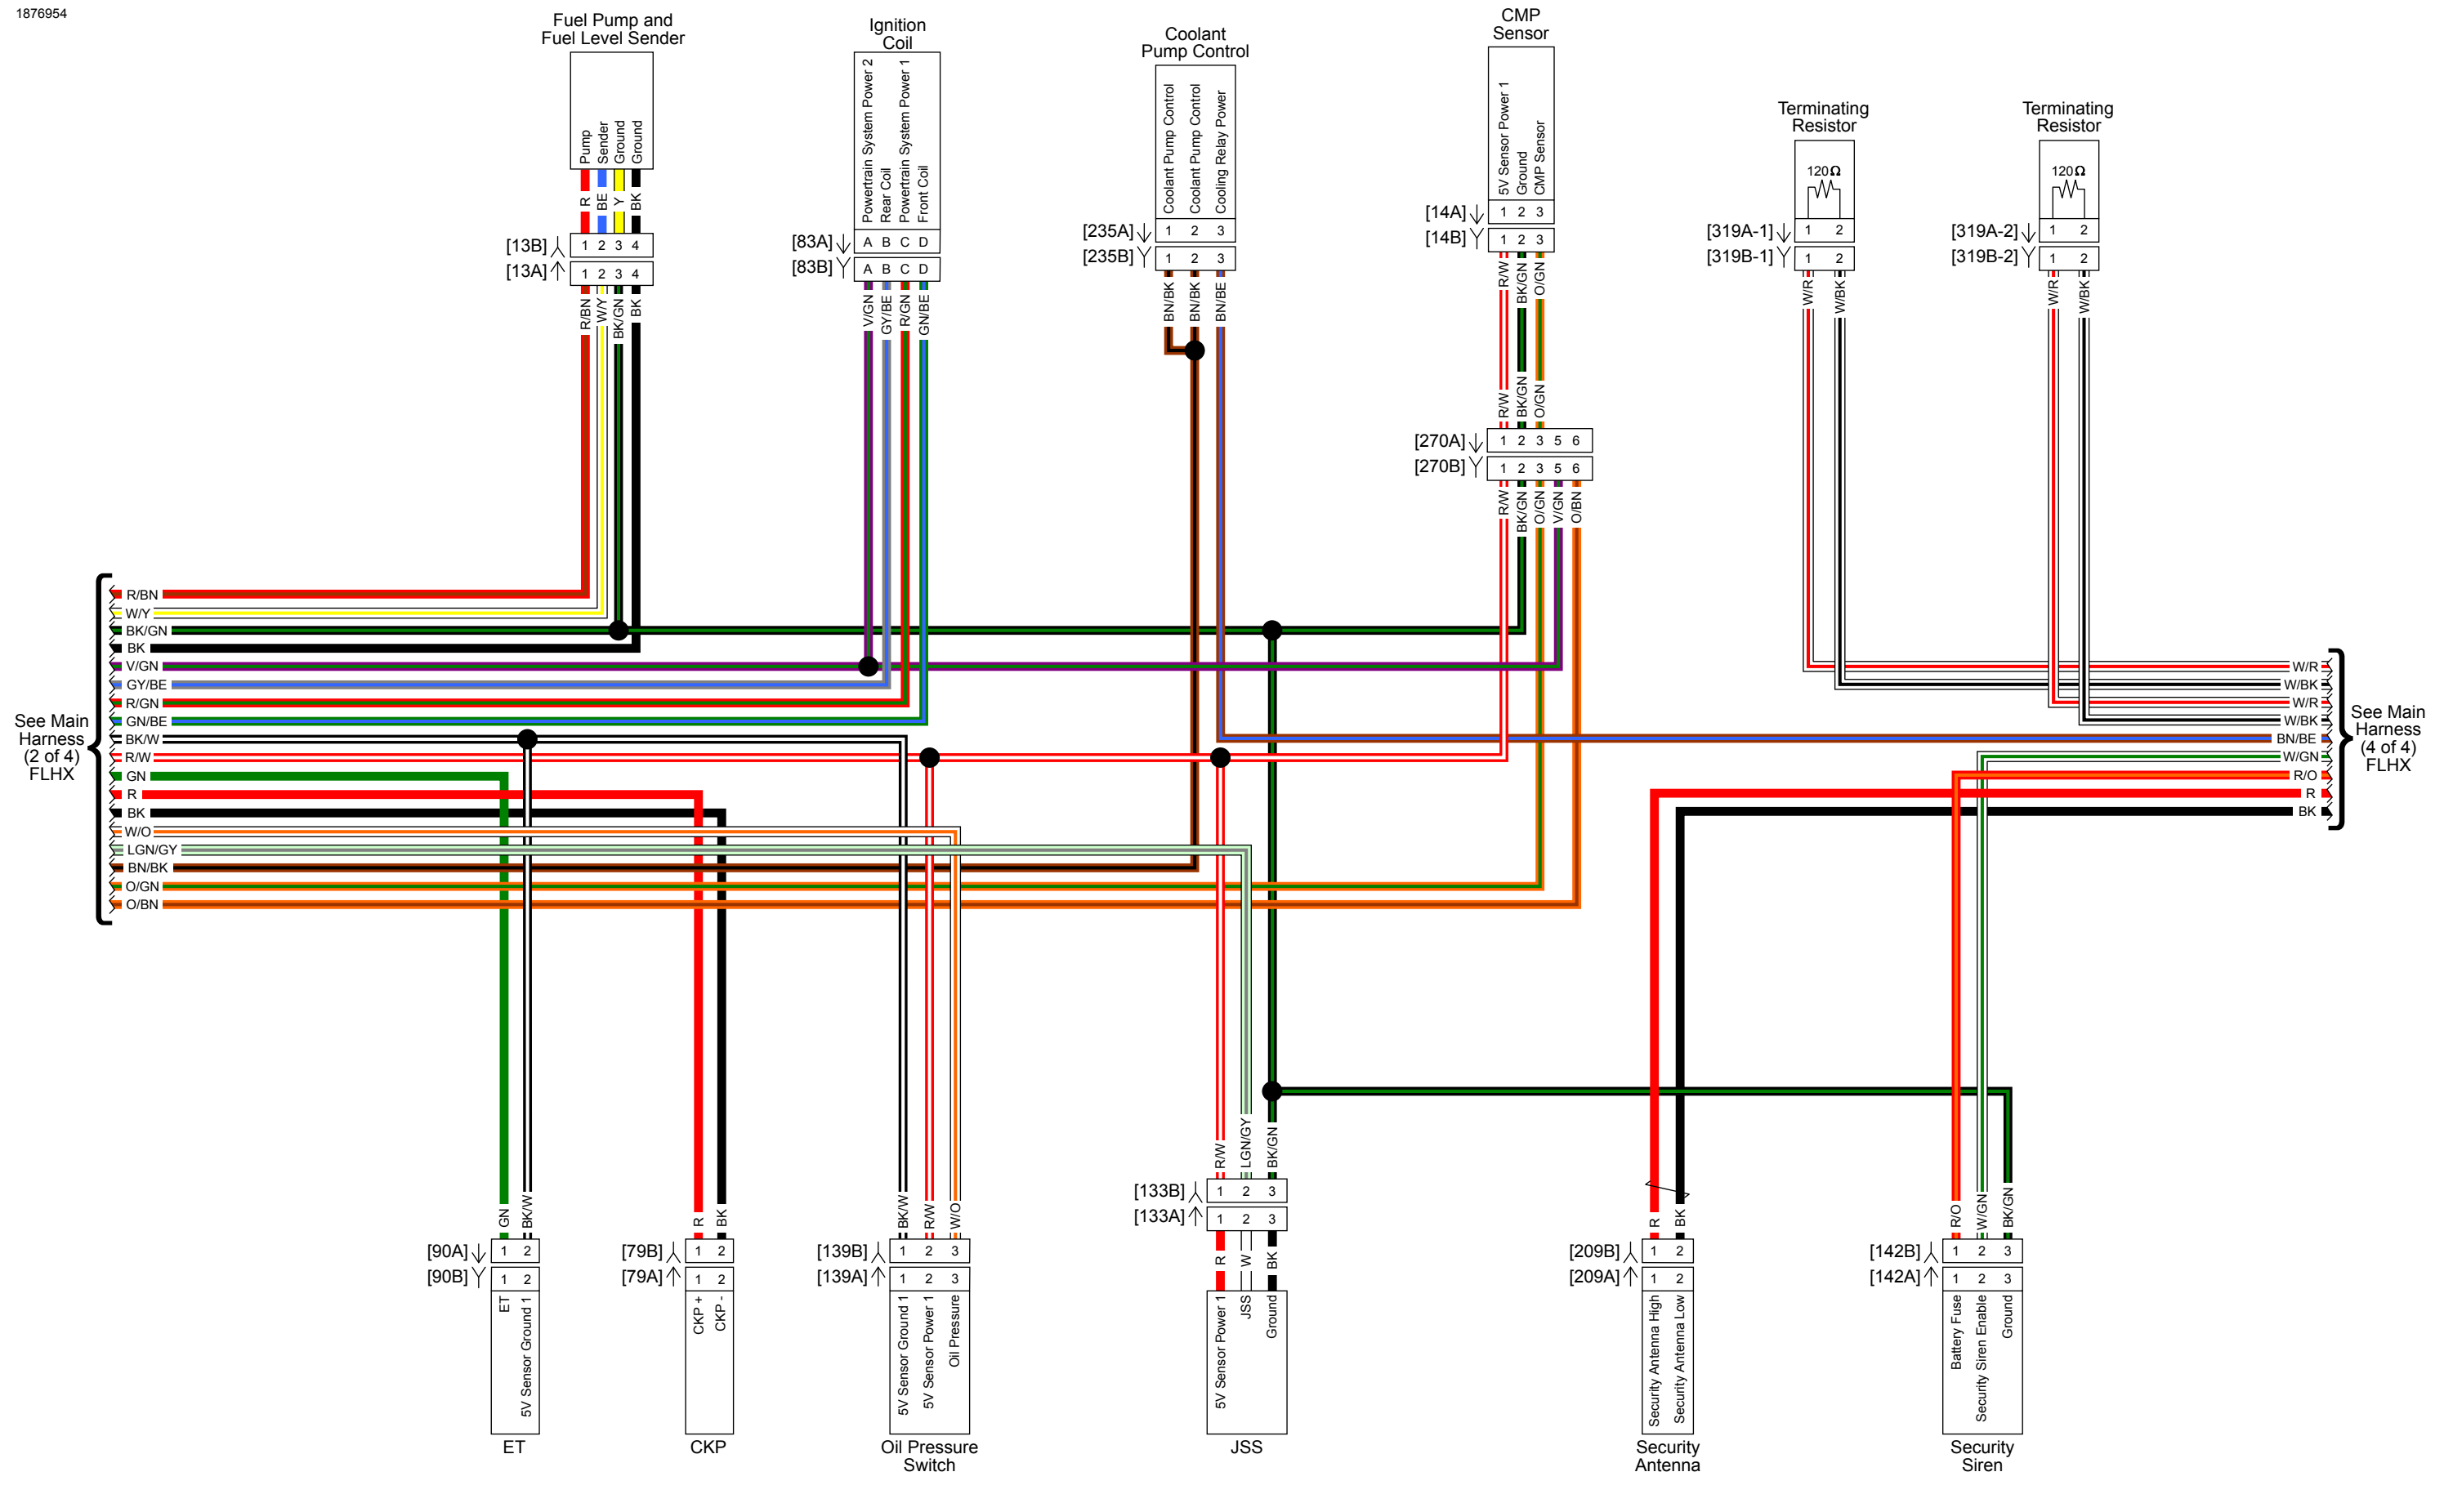 1876954
Fuel Pump and
Fuel Level Sender
Pump
Sender
Ground
Ground
R
BE
Y
BK
[13B]
1 2 3 4
[13A]
1 2 3 4
R/BN
W/Y
BK/GN
BK
Ignition
Coil
Powertrain System Power 2
Rear Coil
Powertrain System Power 1
Front Coil
[83A]
A B C D
[83B]
A B C D
V/GN
GY/BE
R/GN
GN/BE
Coolant
Pump Control
Coolant Pump Control
Coolant Pump Control
Cooling Relay Power
[235A]
1 2 3
[235B]
1 2 3
BN/BK
BN/BK
BN/BE
CMP
Sensor
5V Sensor Power 1
Ground
CMP Sensor
[14A]
1 2 3
[14B]
1 2 3
R/W
BK/GN
O/GN
R/W
BK/GN
O/GN
[270A]
1 2 3 5 6
[270B]
1 2 3 5 6
R/W
BK/GN
O/GN
V/GN
O/BN
Terminating
Resistor
120Ω
[319A-1]
1 2
[319B-1]
1 2
W/R
W/BK
Terminating
Resistor
120Ω
[319A-2]
1 2
[319B-2]
1 2
W/R
W/BK
See Main
Harness
(2 of 4)
FLHX
R/BN
W/Y
BK/GN
BK
V/GN
GY/BE
R/GN
GN/BE
BK/W
R/W
GN
R
BK
W/O
LGN/GY
BN/BK
O/GN
O/BN
W/R
W/BK
W/R
W/BK
BN/BE
W/GN
R/O
R
BK
See Main
Harness
(4 of 4)
FLHX
GN
BK/W
[90A]
1 2
[90B]
1 2
ET
5V Sensor Ground 1
ET
R
BK
[79B]
1 2
[79A]
1 2
CKP +
CKP -
CKP
BK/W
R/W
W/O
[139B]
1 2 3
[139A]
1 2 3
5V Sensor Ground 1
5V Sensor Power 1
Oil Pressure
Oil Pressure
Switch
R/W
LGN/GY
BK/GN
[133B]
1 2 3
[133A]
1 2 3
R
W
BK
5V Sensor Power 1
JSS
Ground
JSS
R
BK
[209B]
1 2
[209A]
1 2
Security Antenna High
Security Antenna Low
Security
Antenna
R/O
W/GN
BK/GN
[142B]
1 2 3
[142A]
1 2 3
Battery Fuse
Security Siren Enable
Ground
Security
Siren